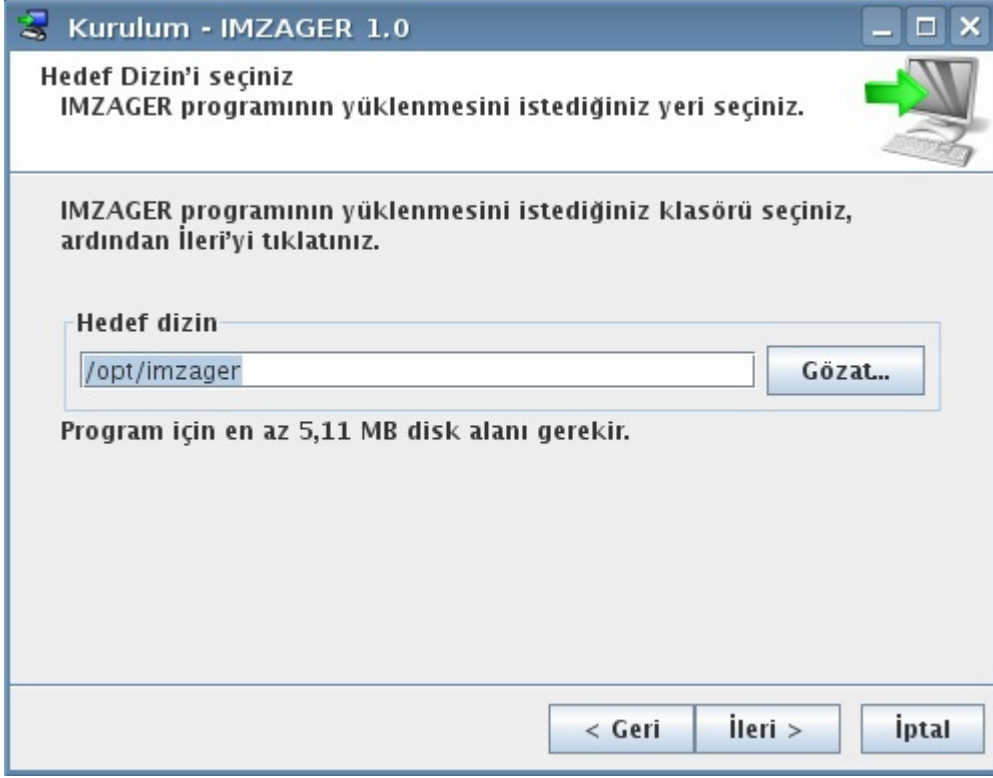 Kurulum - IMZAGER 1.0
Hedef Dizin'i seçiniz
IMZAGER programının yüklenmesini istediğiniz yeri seçiniz.
IMZAGER programının yüklenmesini istediğiniz klasörü seçiniz,
ardından İleri'yi tıklatınız.
Hedef dizin
/opt/imzager
Gözat...
Program için en az 5,11 MB disk alanı gerekir.
< Geri
İleri >
İptal